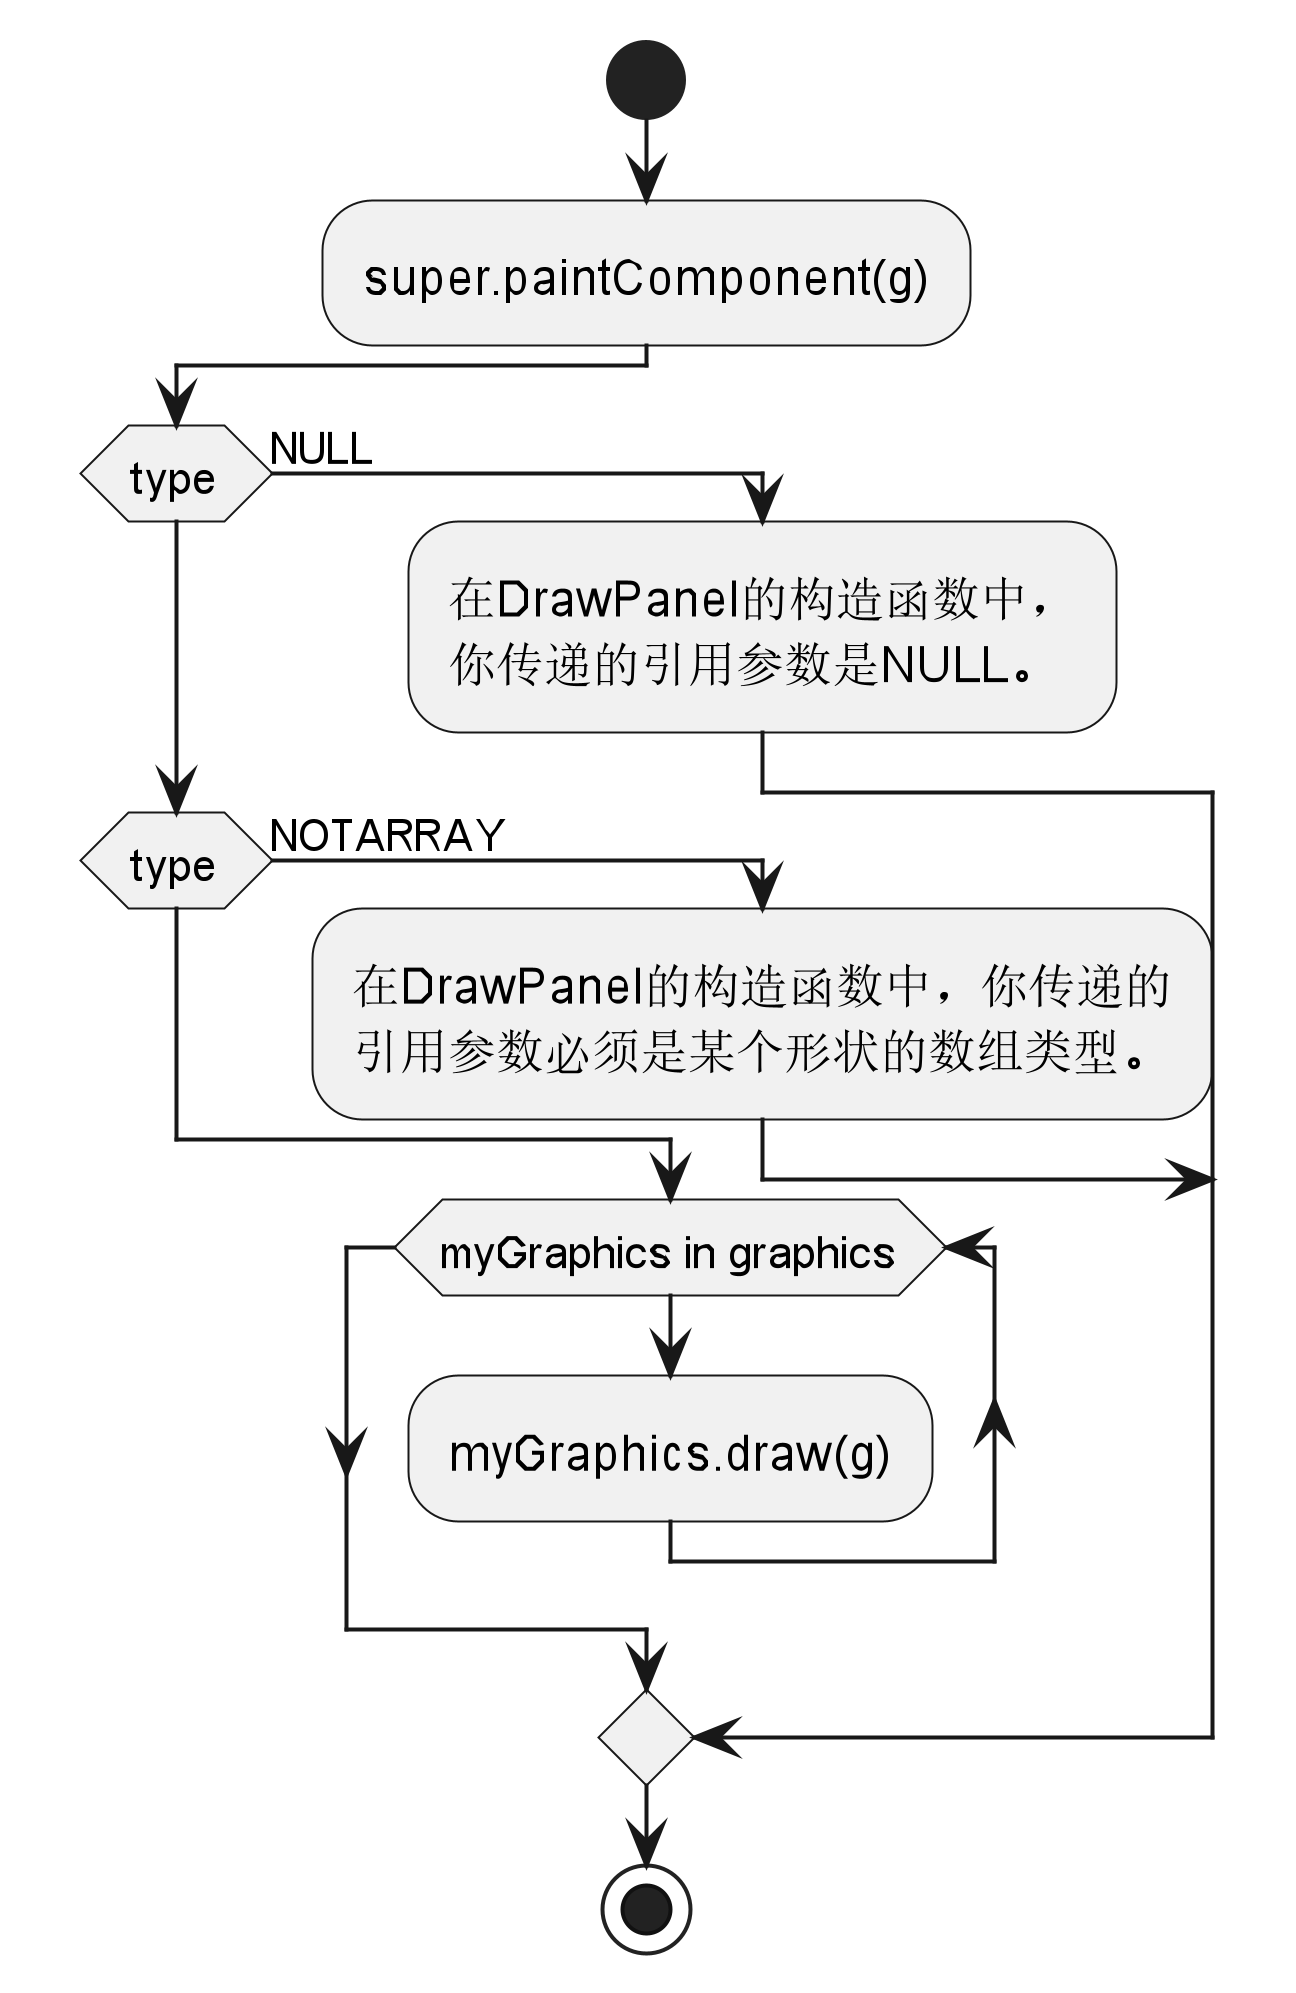 super.paintComponent(g)
type
NULL
在DrawPanel的构造函数中，
你传递的引用参数是NULL。
type
NOTARRAY
在DrawPanel的构造函数中，你传递的
引用参数必须是某个形状的数组类型。
myGraphics in graphics
myGraphics.draw(g)